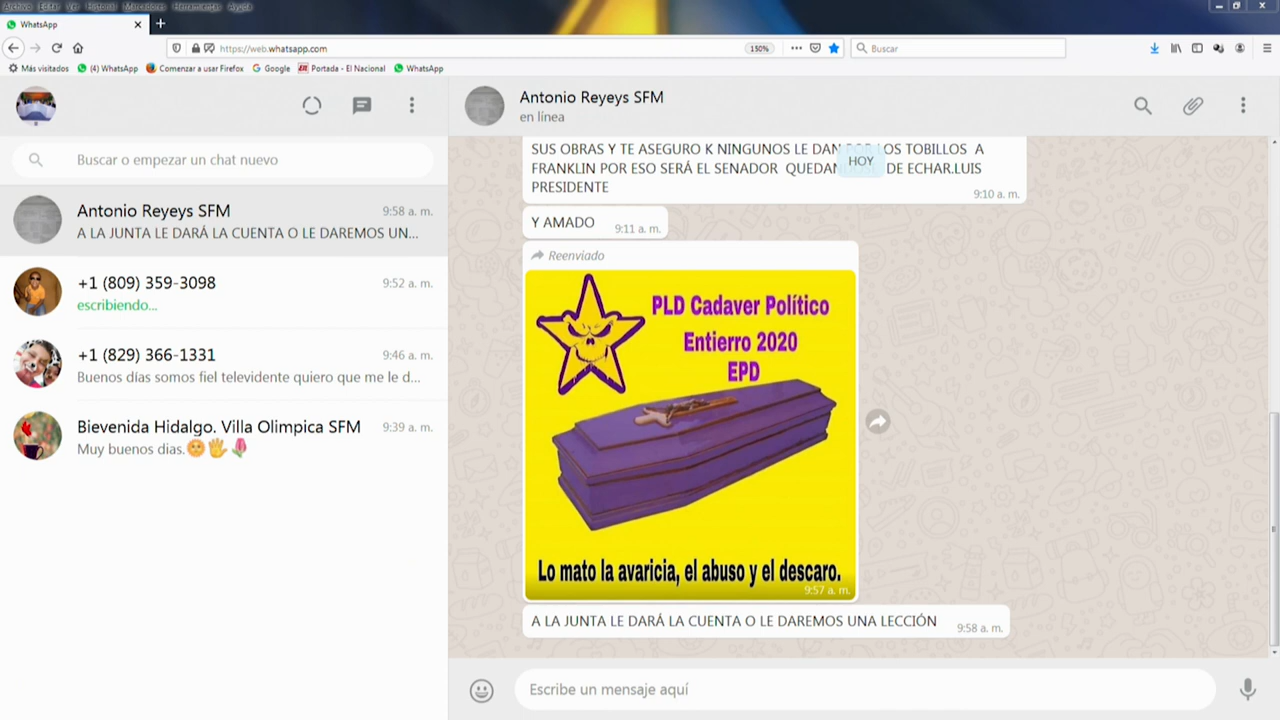 Archivo Editar Ver Historial Marcadores Herramientas Ayuda
WhatsApp
https://web.whatsapp.com
150%
Buscar
Más visitados
(4) WhatsApp
Comenzar a usar Firefox
Google
Portada - El Nacional
WhatsApp
Buscar o empezar un chat nuevo
Antonio Reyeys SFM
9:58 a. m.
A LA JUNTA LE DARÁ LA CUENTA O LE DAREMOS UN...
+1 (809) 359-3098
9:52 a. m.
escribiendo...
+1 (829) 366-1331
9:46 a. m.
Buenos días somos fiel televidente quiero que me le d...
Bievenida Hidalgo. Villa Olimpica SFM
9:39 a. m.
Muy buenos dias.🌞🖐🌷
Antonio Reyeys SFM
en línea
HOY
SUS OBRAS Y TE ASEGURO K NINGUNOS LE DAN LOS TOBILLOS A
FRANKLIN POR ESO SERÁ EL SENADOR DE ECHAR.LUIS
PRESIDENTE
9:10 a. m.
Y AMADO
9:11 a. m.
Reenviado
PLD Cadaver Político
Entierro 2020
EPD
Lo mato la avaricia, el abuso y el descaro.
9:57 a. m.
A LA JUNTA LE DARÁ LA CUENTA O LE DAREMOS UNA LECCIÓN
9:58 a. m.
Escribe un mensaje aquí